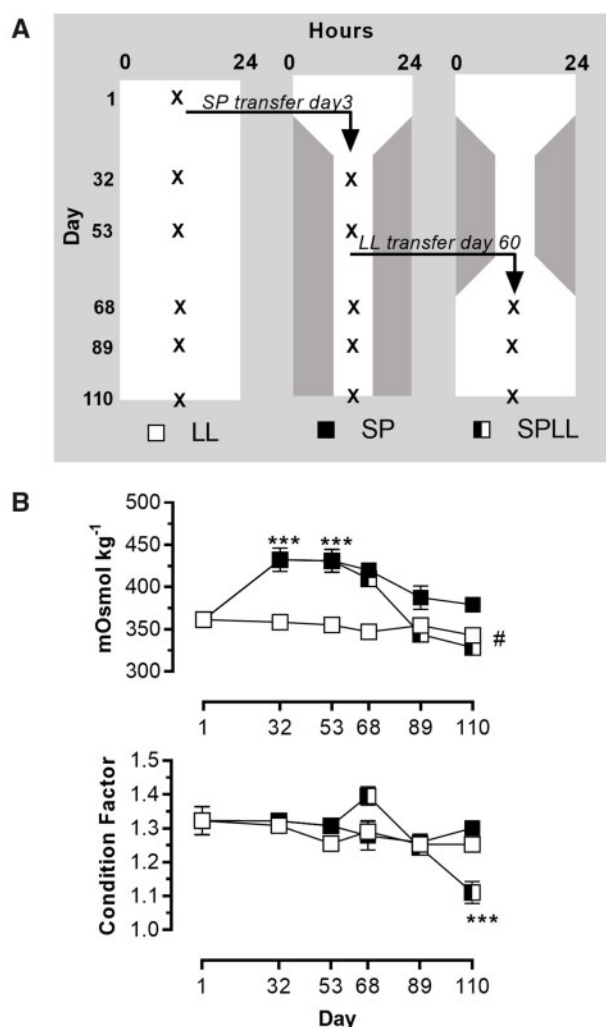 A
Hours
0 24 0 24 0 24
1 X SP transfer day3
32 X X
53 X X
LL transfer day 60
68 X X X
89 X X X
110 X X X
Day
LL SP SPLL
B
mOsmol kg-1
500
450
400
350
300
*** ***
#
1 32 53 68 89 110
Condition Factor
1.5
1.4
1.3
1.2
1.1
1.0
***
1 32 53 68 89 110
Day